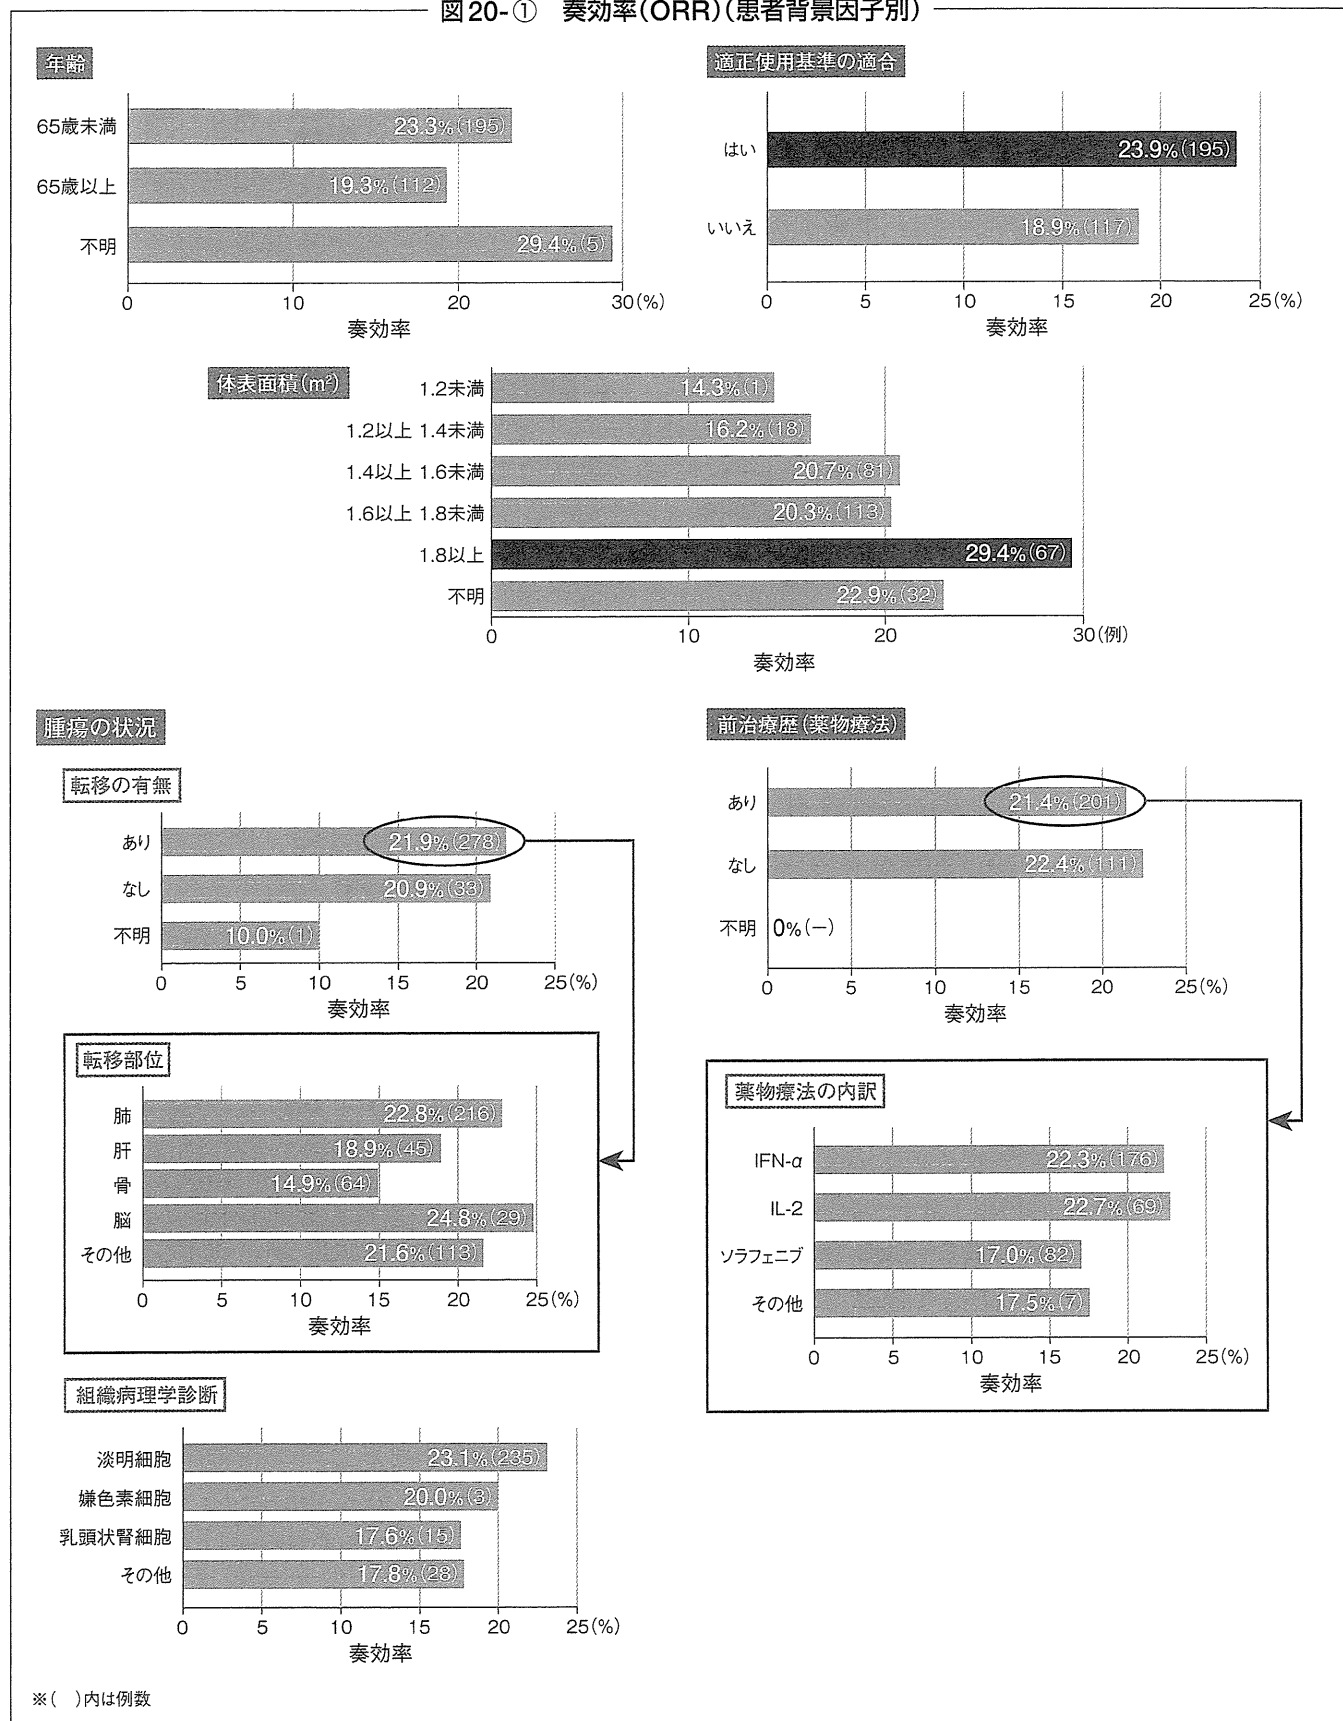 図20-① 奏効率(ORR)(患者背景因子別)
年齢
65歳未満 23.3%(195)
65歳以上 19.3%(112)
不明 29.4%(5)
0 10 20 30(%)
奏効率
適正使用基準の適合
はい 23.9%(195)
いいえ 18.9%(117)
0 5 10 15 20 25(%)
奏効率
体表面積(m²)
1.2未満 14.3%(1)
1.2以上 1.4未満 16.2%(18)
1.4以上 1.6未満 20.7%(81)
1.6以上 1.8未満 20.3%(113)
1.8以上 29.4%(67)
不明 22.9%(32)
0 10 20 30(例)
奏効率
腫瘍の状況
転移の有無
あり 21.9%(278)
なし 20.9%(33)
不明 10.0%(1)
0 5 10 15 20 25(%)
奏効率
転移部位
肺 22.8%(216)
肝 18.9%(45)
骨 14.9%(64)
脳 24.8%(29)
その他 21.6%(113)
0 5 10 15 20 25(%)
奏効率
組織病理学診断
淡明細胞 23.1%(235)
嫌色素細胞 20.0%(3)
乳頭状腎細胞 17.6%(15)
その他 17.8%(28)
0 5 10 15 20 25(%)
奏効率
前治療歴(薬物療法)
あり 21.4%(201)
なし 22.4%(111)
不明 0%(−)
0 5 10 15 20 25(%)
奏効率
薬物療法の内訳
IFN-α 22.3%(176)
IL-2 22.7%(69)
ソラフェニブ 17.0%(82)
その他 17.5%(7)
0 5 10 15 20 25(%)
奏効率
※( )内は例数